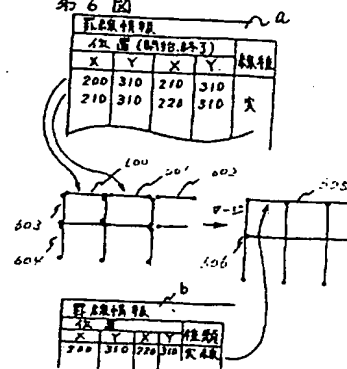 第6図
a
罫線情報
位置(開始.終了) 線種
X Y X Y
200 310 210 310 実
210 310 220 310
600 601 602
603
604
マージ
605
606
b
罫線情報
位置 種類
X Y X Y
200 310 220 310 実線